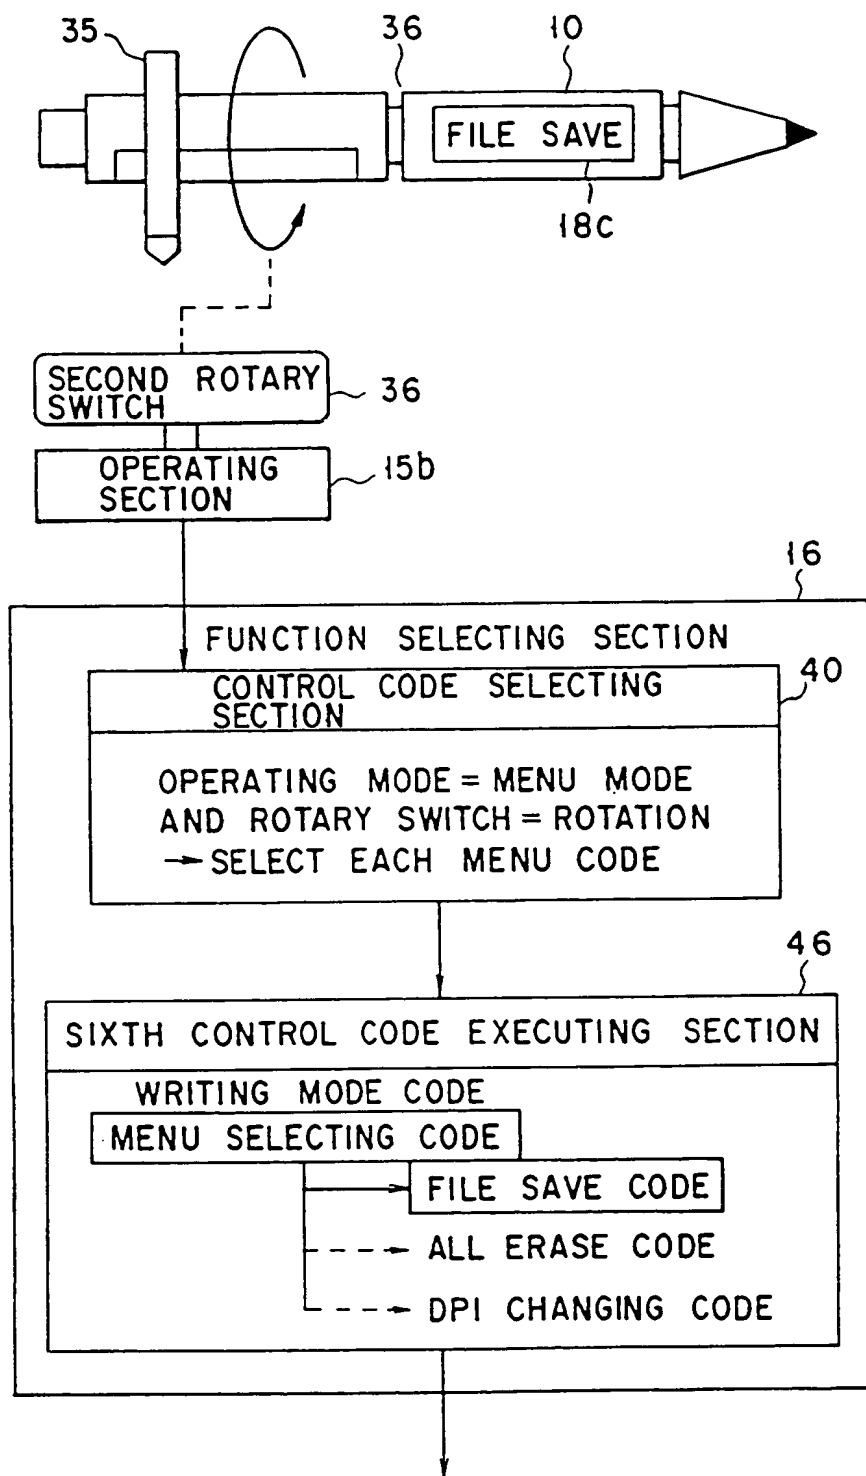 35
36
10
FILE SAVE
18c
SECOND ROTARY
SWITCH
36
OPERATING
SECTION
15b
16
FUNCTION SELECTING SECTION
CONTROL CODE SELECTING
SECTION
40
OPERATING MODE = MENU MODE
AND ROTARY SWITCH = ROTATION
→ SELECT EACH MENU CODE
46
SIXTH CONTROL CODE EXECUTING SECTION
WRITING MODE CODE
MENU SELECTING CODE
FILE SAVE CODE
ALL ERASE CODE
DPI CHANGING CODE